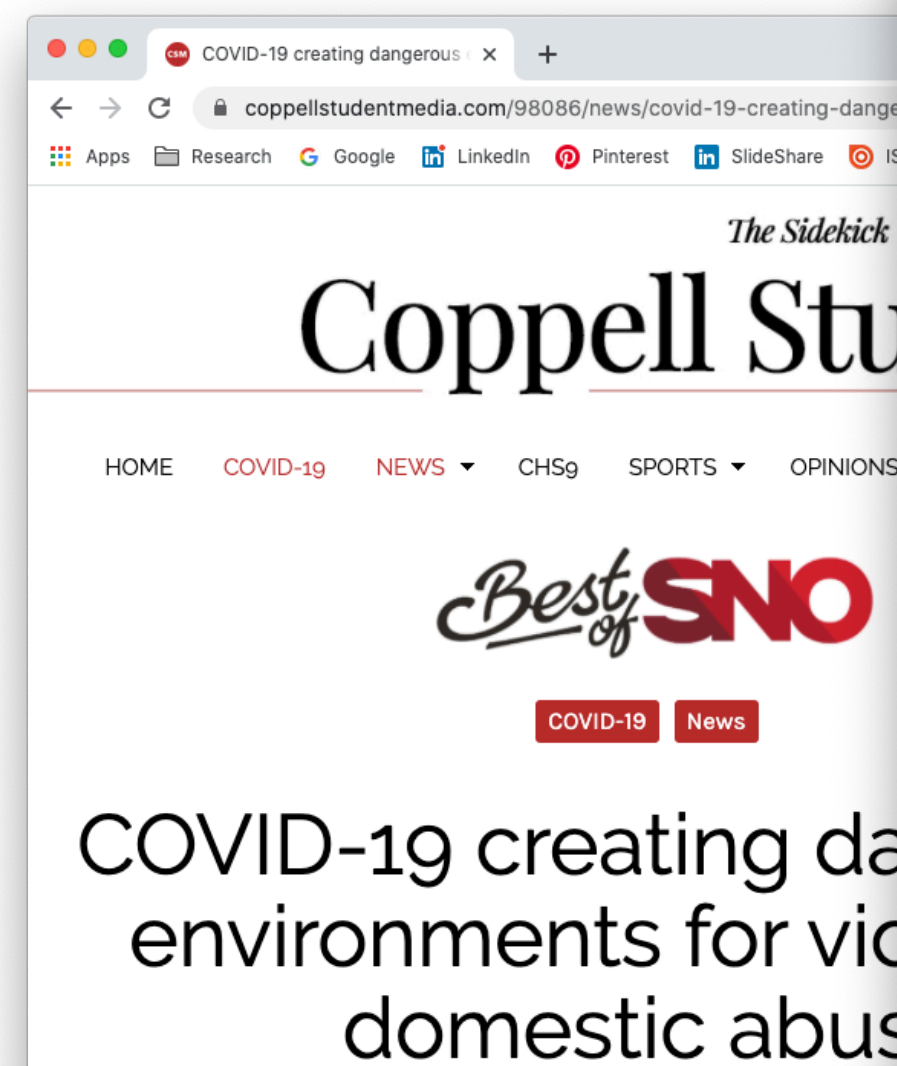 CSM COVID-19 creating dangerous
coppellstudentmedia.com/98086/news/covid-19-creating-dange
Apps Research Google LinkedIn Pinterest SlideShare IS
The Sidekick
Coppell Stu
HOME COVID-19 NEWS CHS9 SPORTS OPINIONS
Best of SNO
COVID-19 News
COVID-19 creating da
environments for vic
domestic abus